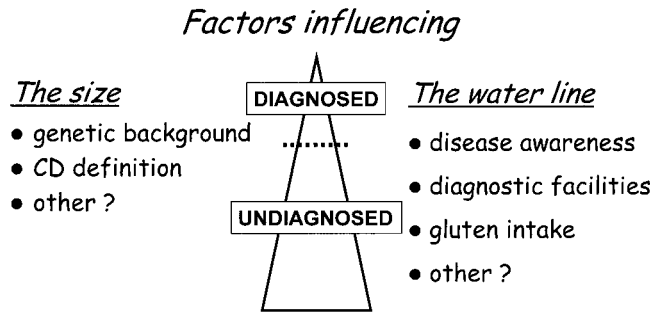 Factors influencing
The size
• genetic background
• CD definition
• other ?
DIAGNOSED
UNDIAGNOSED
The water line
• disease awareness
• diagnostic facilities
• gluten intake
• other ?